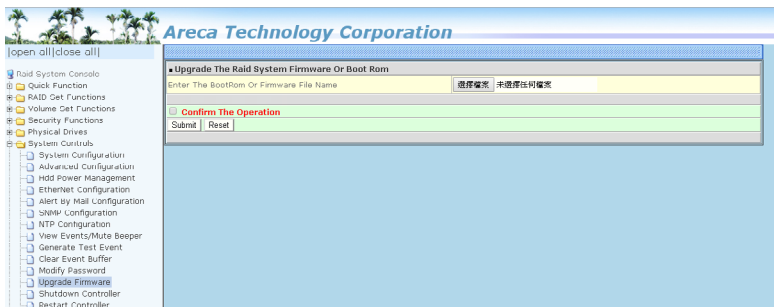 Areca Technology Corporation
|open all|close all|
Raid System Console
Quick Function
RAID Set Functions
Volume Set Functions
Security Functions
Physical Drives
System Controls
System Configuration
Advanced Configuration
Hdd Power Management
EtherNet Configuration
Alert By Mail Configuration
SNMP Configuration
NTP Configuration
View Events/Mute Beeper
Generate Test Event
Clear Event Buffer
Modify Password
Upgrade Firmware
Shutdown Controller
Restart Controller
Upgrade The Raid System Firmware Or Boot Rom
Enter The BootRom Or Firmware File Name 選擇檔案 未選擇任何檔案
Confirm The Operation
Submit Reset